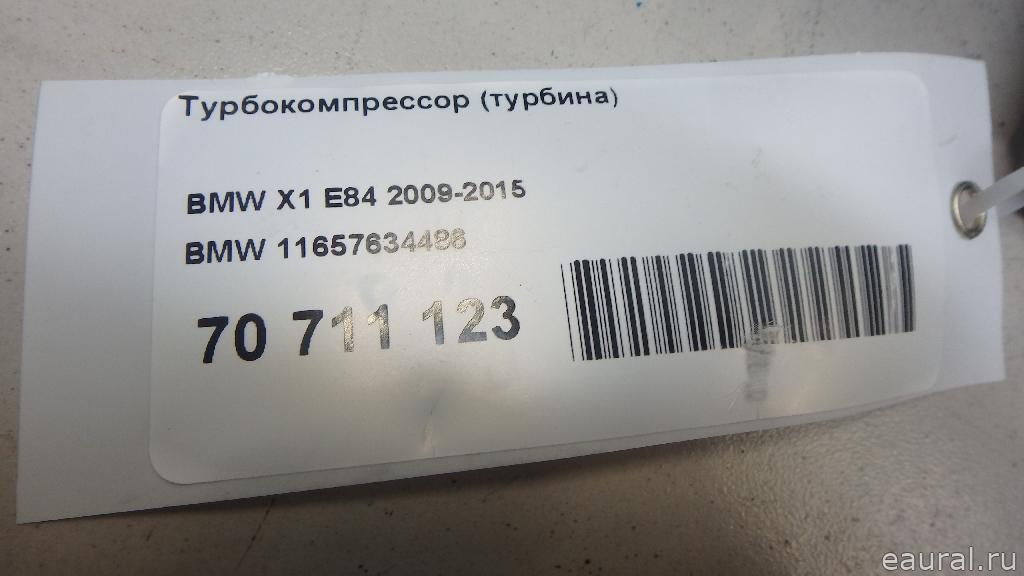 Турбокомпрессор (турбина)
BMW X1 E84 2009-2015
BMW 11657634486
70 711 123
eaural.ru